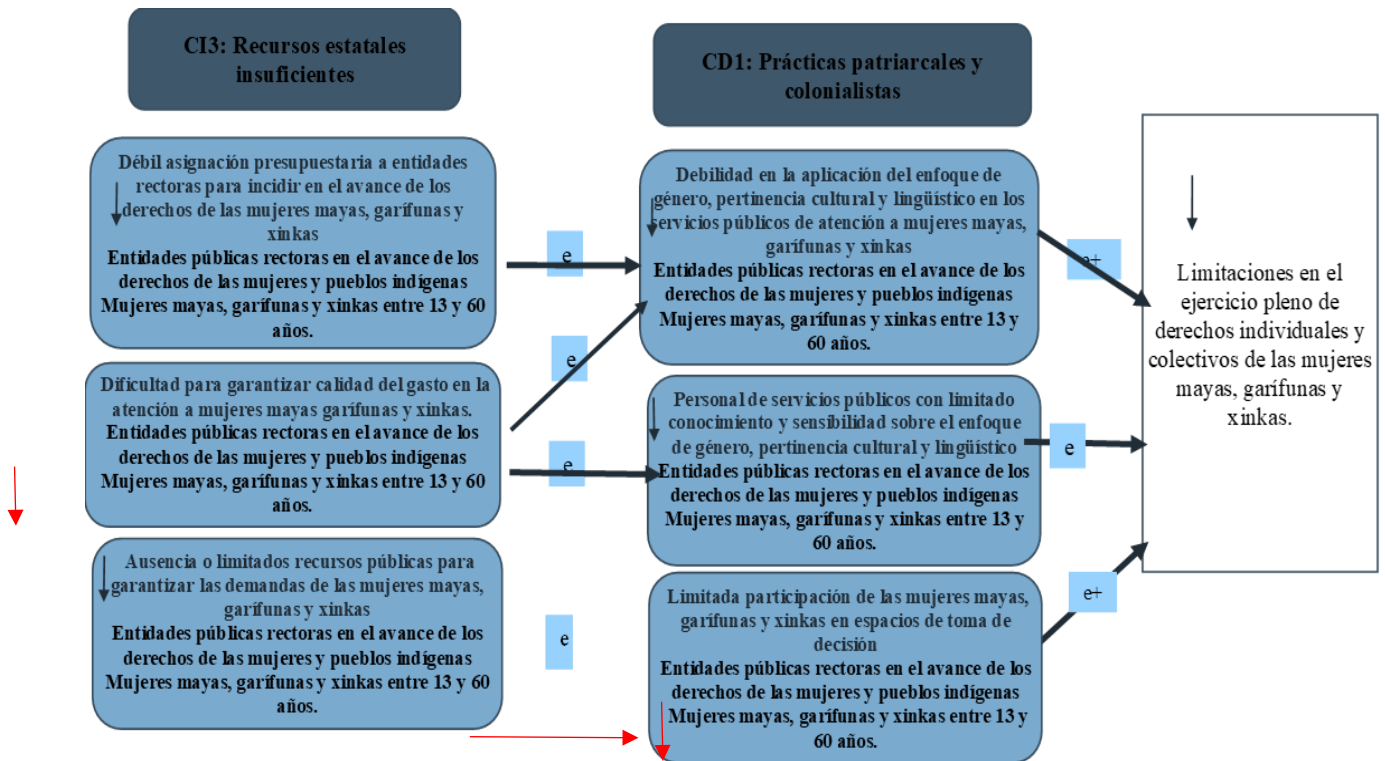 CI3: Recursos estatales
insuficientes
Débil asignación presupuestaria a entidades
rectoras para incidir en el avance de los
derechos de las mujeres mayas, garífunas y
xinkas
Entidades públicas rectoras en el avance de los
derechos de las mujeres y pueblos indígenas
Mujeres mayas, garífunas y xinkas entre 13 y 60
años.
Dificultad para garantizar calidad del gasto en la
atención a mujeres mayas garífunas y xinkas.
Entidades públicas rectoras en el avance de los
derechos de las mujeres y pueblos indígenas
Mujeres mayas, garífunas y xinkas entre 13 y 60
años.
Ausencia o limitados recursos públicas para
garantizar las demandas de las mujeres mayas,
garífunas y xinkas
Entidades públicas rectoras en el avance de los
derechos de las mujeres y pueblos indígenas
Mujeres mayas, garífunas y xinkas entre 13 y 60
años.
e
e
e
e
CD1: Prácticas patriarcales y
colonialistas
Debilidad en la aplicación del enfoque de
género, pertinencia cultural y lingüístico en los
servicios públicos de atención a mujeres mayas,
garífunas y xinkas
Entidades públicas rectoras en el avance de los
derechos de las mujeres y pueblos indígenas
Mujeres mayas, garífunas y xinkas entre 13 y
60 años.
Personal de servicios públicos con limitado
conocimiento y sensibilidad sobre el enfoque
de género, pertinencia cultural y lingüístico
Entidades públicas rectoras en el avance de los
derechos de las mujeres y pueblos indígenas
Mujeres mayas, garífunas y xinkas entre 13 y
60 años.
Limitada participación de las mujeres mayas,
garífunas y xinkas en espacios de toma de
decisión
Entidades públicas rectoras en el avance de los
derechos de las mujeres y pueblos indígenas
Mujeres mayas, garífunas y xinkas entre 13 y
60 años.
e+
e
e+
Limitaciones en el
ejercicio pleno de
derechos individuales y
colectivos de las mujeres
mayas, garífunas y
xinkas.